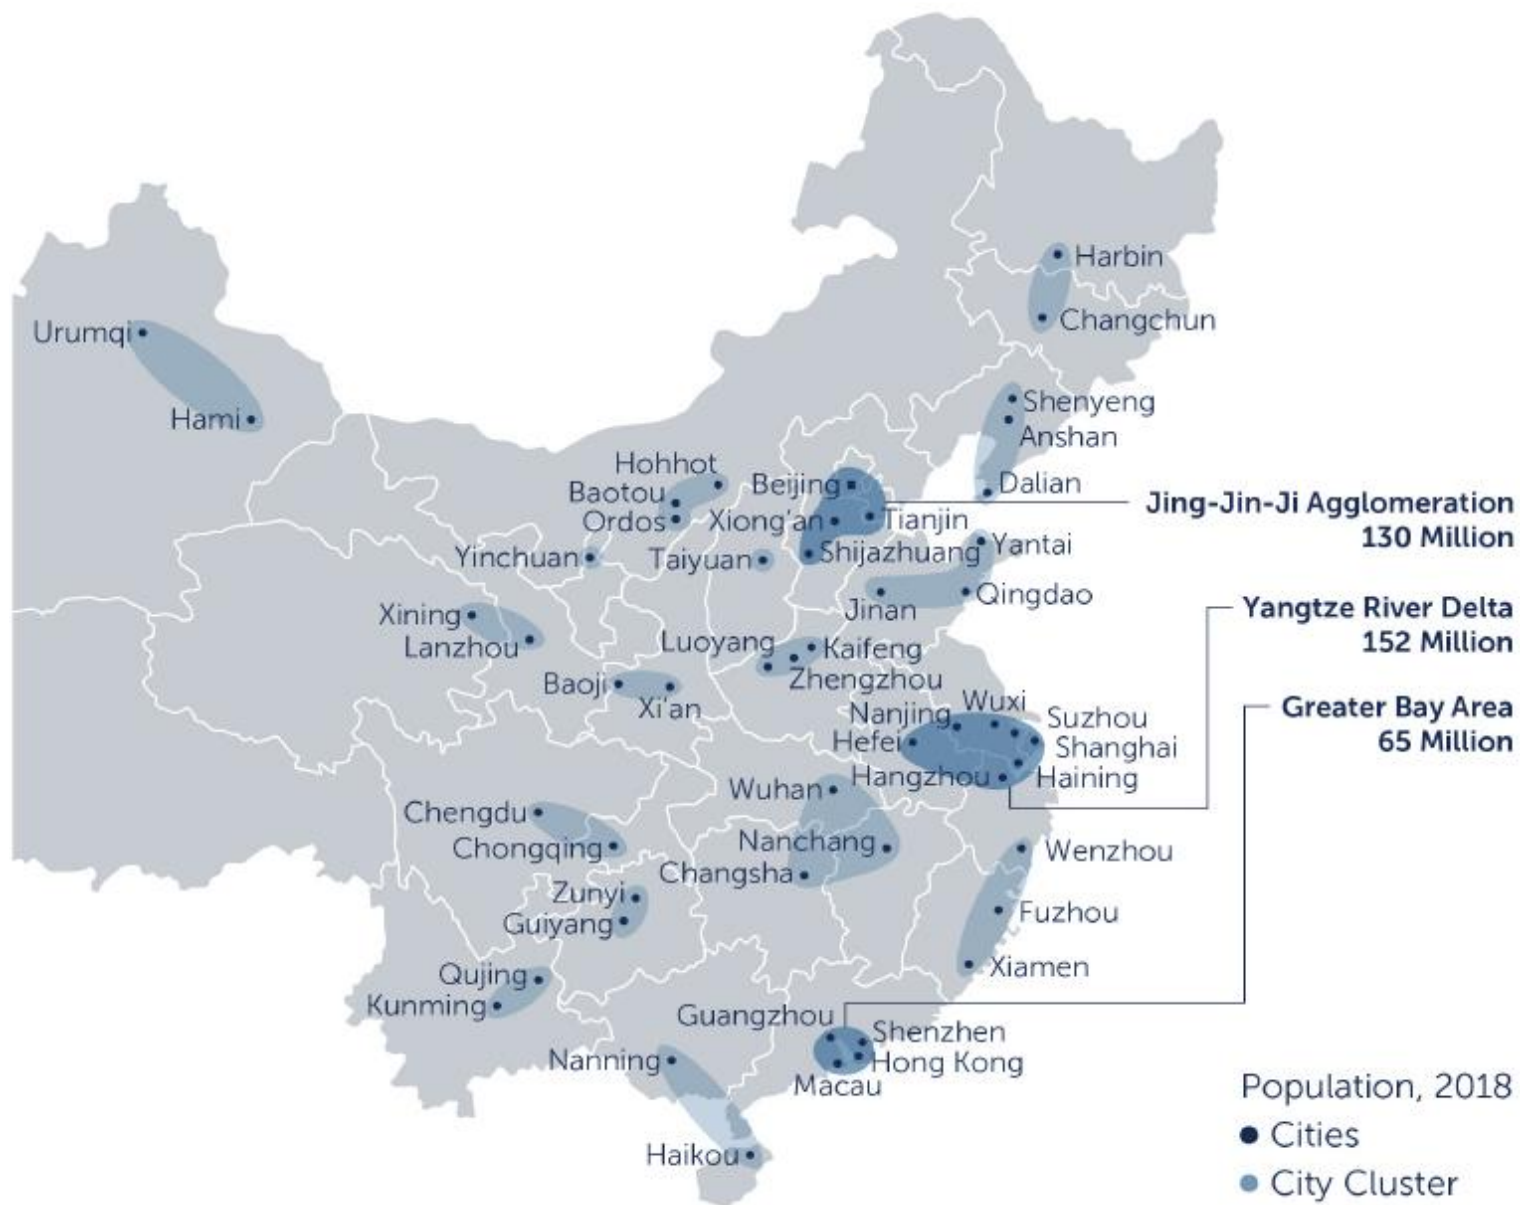 Harbin
Changchun
Urumqi
Hami
Shenyeng
Anshan
Dalian
Hohhot
Baotou
Ordos
Beijing
Xiong'an
Tianjin
Shijazhuang
Jing-Jin-Ji Agglomeration
130 Million
Yinchuan
Taiyuan
Yantai
Jinan
Qingdao
Xining
Lanzhou
Luoyang
Kaifeng
Zhengzhou
Yangtze River Delta
152 Million
Baoji
Xi'an
Wuxi
Nanjing
Suzhou
Hefei
Shanghai
Hangzhou
Haining
Greater Bay Area
65 Million
Wuhan
Chengdu
Chongqing
Nanchang
Changsha
Wenzhou
Zunyi
Guiyang
Fuzhou
Qujing
Kunming
Xiamen
Guangzhou
Shenzhen
Hong Kong
Macau
Nanning
Haikou
Population, 2018
Cities
City Cluster